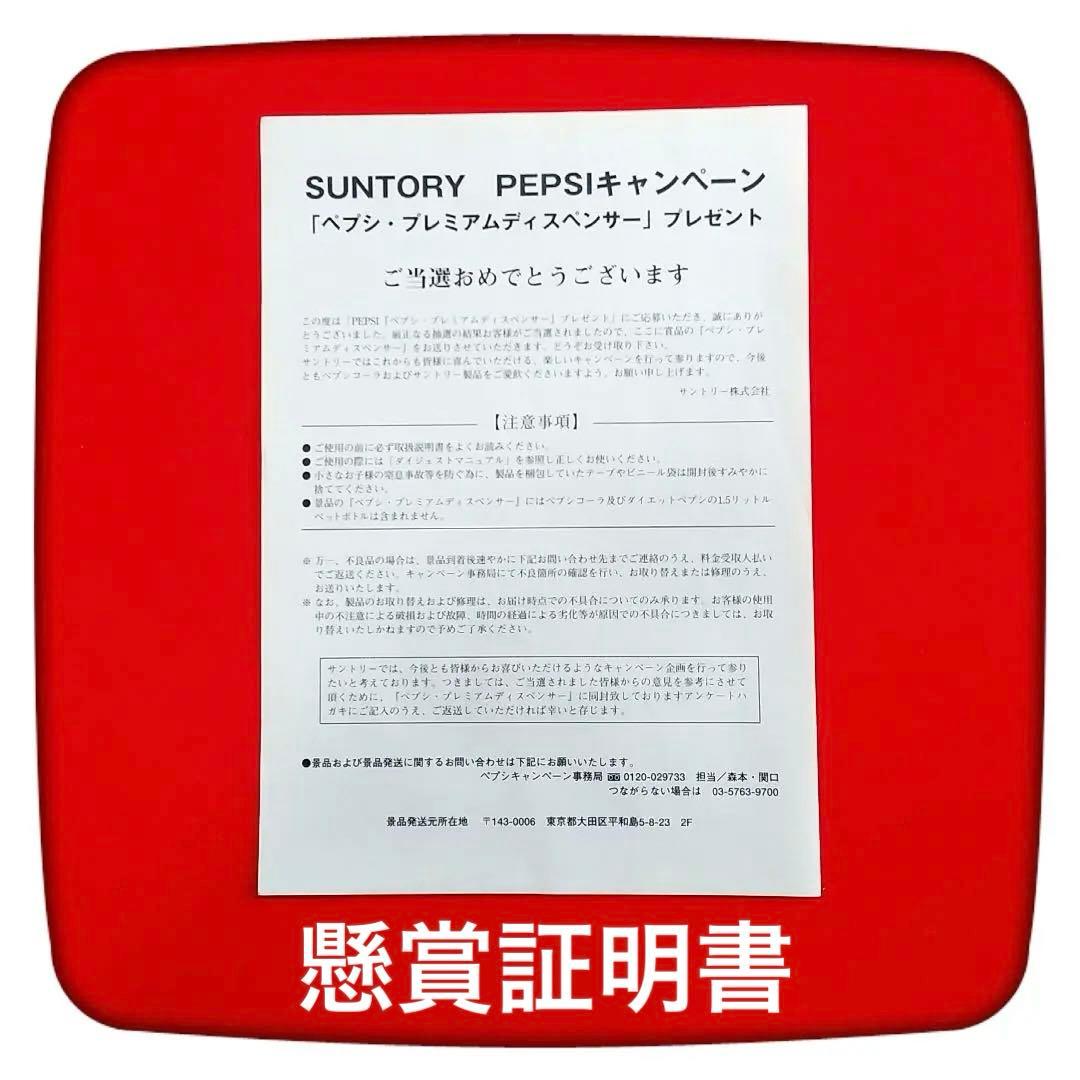 SUNTORY PEPSIキャンペーン
「ペプシ・プレミアムディスペンサー」プレゼント
ご当選おめでとうございます
この度は「PEPSI『ペプシ・プレミアムディスペンサー』プレゼント」にご応募いただき、誠にありが
とうございました。厳正なる抽選の結果お客様がご当選されましたので、ここに賞品の『ペプシ・プレ
ミアムディスペンサー』をお送りさせていただきます。どうぞお受け取り下さい。
サントリーではこれからも皆様に喜んでいただける、楽しいキャンペーンを行って参りますので、今後
ともペプシコーラおよびサントリー製品をご愛飲くださいますよう、お願い申し上げます。
サントリー株式会社
【注意事項】
●ご使用の前に必ず取扱説明書をよくお読みください。
●ご使用の際には「ダイジェストマニュアル」を参照し正しくお使いください。
●小さなお子様の窒息事故等を防ぐ為に、製品を梱包していたテープやビニール袋は開封後すみやかに
捨ててください。
●景品の『ペプシ・プレミアムディスペンサー』にはペプシコーラ及びダイエットペプシの1.5リットル
ペットボトルは含まれません。
※万一、不良品の場合は、景品到着後速やかに下記お問い合わせ先までご連絡のうえ、料金受取人払い
でご返送ください。キャンペーン事務局にて不良箇所の確認を行い、お取り替えまたは修理のうえ、
お送りいたします。
※なお、製品のお取り替えおよび修理は、お届け時点での不具合についてのみ承ります。お客様の使用
中の不注意による破損および故障、時間の経過による劣化等が原因での不具合につきましては、お取
り替えいたしかねますので予めご了承ください。
サントリーでは、今後とも皆様からお喜びいただけるようなキャンペーン企画を行って参り
たいと考えております。つきましては、ご当選されました皆様からの意見を参考にさせて
頂くために、『ペプシ・プレミアムディスペンサー』に同封致しておりますアンケートハ
ガキにご記入のうえ、ご返送していただければ幸いと存じます。
●景品および景品発送に関するお問い合わせは下記にお願いいたします。
ペプシキャンペーン事務局 0120-029733 担当／森本・関口
つながらない場合は 03-5763-9700
景品発送元所在地 〒143-0006 東京都大田区平和島5-8-23 2F
懸賞証明書